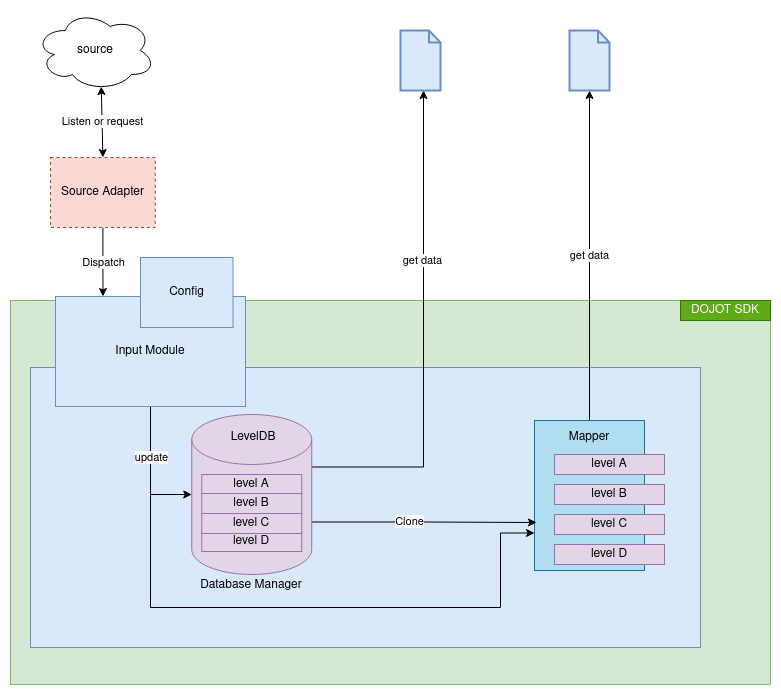 source
Listen or request
Source Adapter
Dispatch
Config
Input Module
get data
get data
DOJOT SDK
update
LevelDB
level A
level B
level C
level D
Database Manager
Clone
Mapper
level A
level B
level C
level D